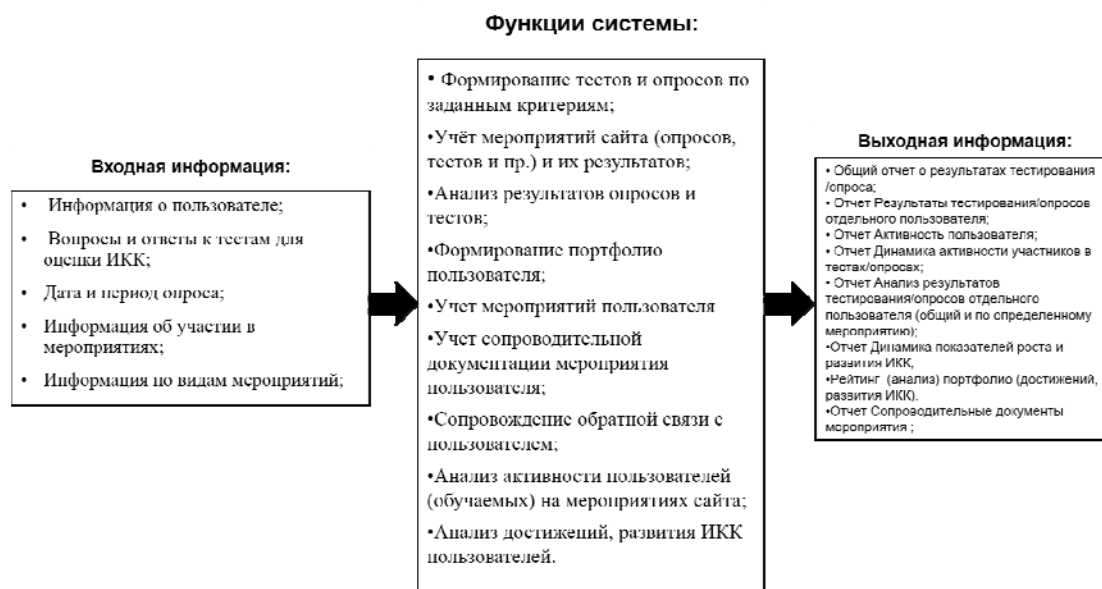 Функции системы:
Входная информация:
• Информация о пользователе;
• Вопросы и ответы к тестам для
оценки ИКК;
• Дата и период опроса;
• Информация об участии в
мероприятиях;
• Информация по видам мероприятий;
• Формирование тестов и опросов по
заданным критериям;
•Учёт мероприятий сайта (опросов,
тестов и пр.) и их результатов;
•Анализ результатов опросов и
тестов;
•Формирование портфолио
пользователя;
•Учет мероприятий пользователя
•Учет сопроводительной
документации мероприятия
пользователя;
•Сопровождение обратной связи с
пользователем;
•Анализ активности пользователей
(обучаемых) на мероприятиях сайта;
•Анализ достижений, развития ИКК
пользователей.
Выходная информация:
• Общий отчет о результатах тестирования
/опроса;
• Отчет Результаты тестирования/опросов
отдельного пользователя;
• Отчет Активность пользователя;
• Отчет Динамика активности участников в
тестах/опросах;
• Отчет Анализ результатов
тестирования/опросов отдельного
пользователя (общий и по определенному
мероприятию);
•Отчет Динамика показателей роста и
развития ИКК,
•Рейтинг (анализ) портфолио (достижений,
развития ИКК).
•Отчет Сопроводительные документы
мероприятия ;